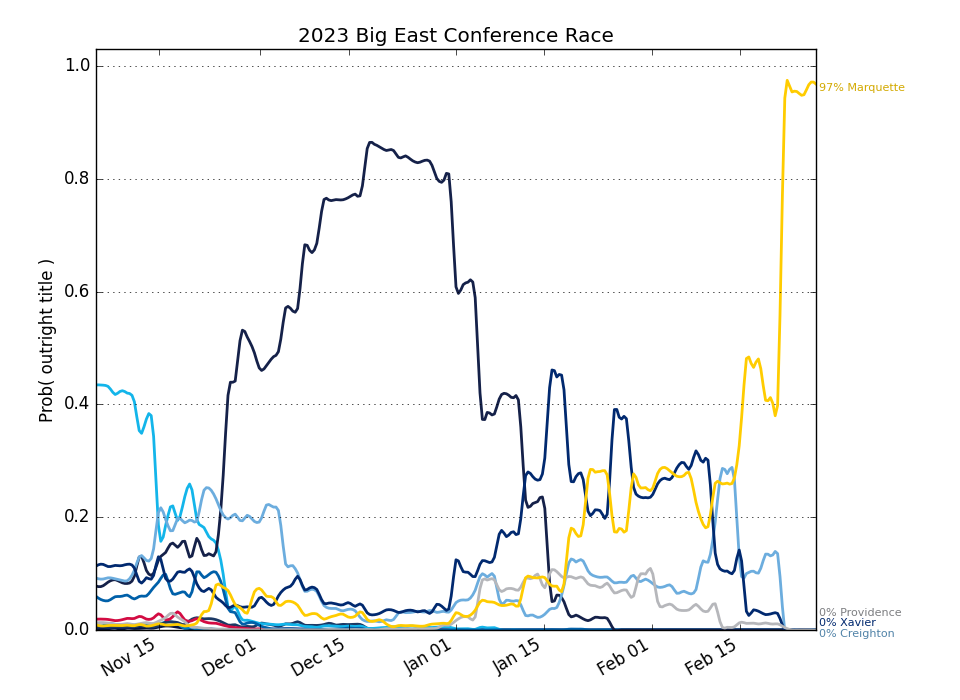 2023 Big East Conference Race
1.0
0.8
0.6
0.4
0.2
0.0
Prob( outright title )
97% Marquette
0% Providence
0% Xavier
0% Creighton
Nov 15
Dec 01
Dec 15
Jan 01
Jan 15
Feb 01
Feb 15